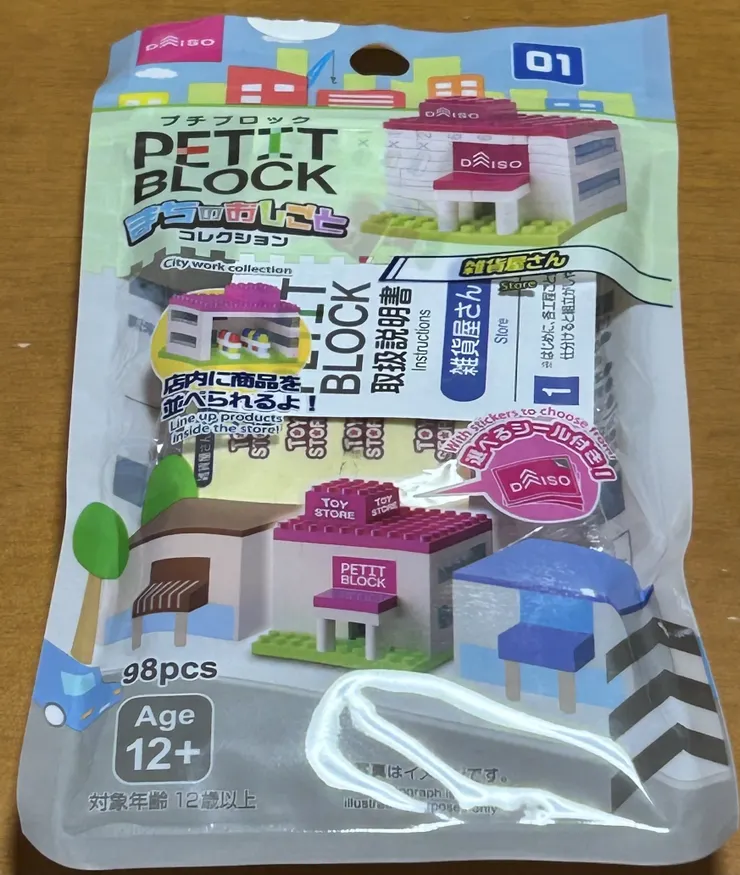 DAISO
01
プチブロック
PETIT
BLOCK
まちのおしごと
コレクション
City work collection
DAISO
DAISO
雑貨屋さん
Store
店内に商品を
並べられるよ！
Line up products
inside the store!
BLOCK
取扱説明書
Instructions
雑貨屋さん
Store
1
With stickers to choose from!
選べるシール付き!!
DAISO
TOY
STORE
TOY
STORE
PETIT
BLOCK
98pcs
Age
12+
対象年齢 12歳以上